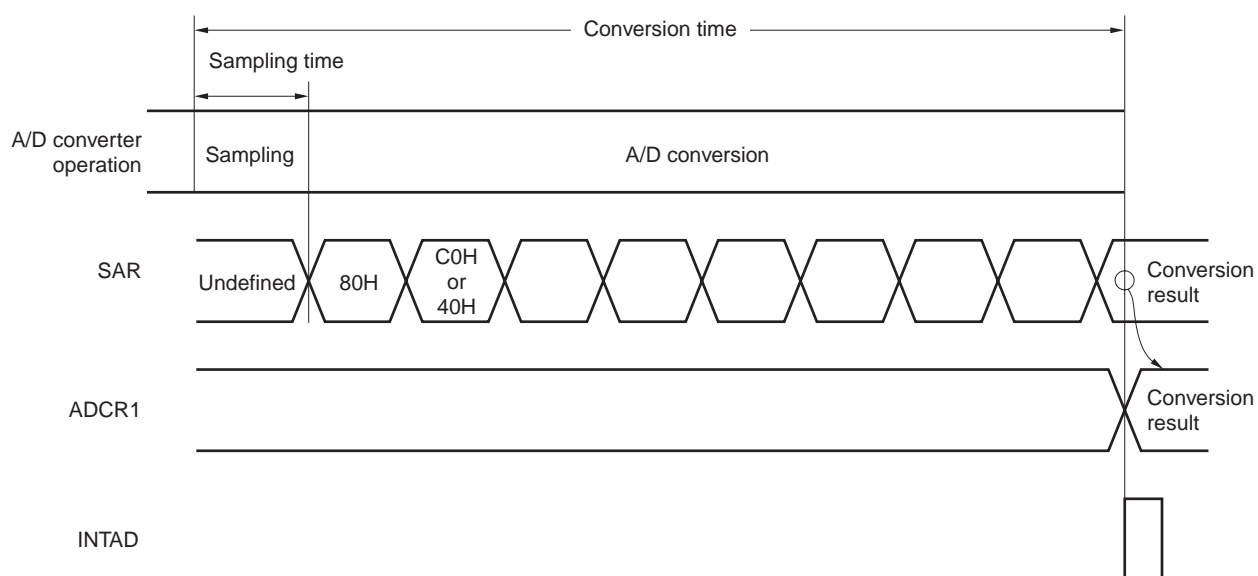 Conversion time
Sampling time
A/D converter
operation
Sampling
A/D conversion
SAR
Undefined
80H
C0H
or
40H
Conversion
result
ADCR1
Conversion
result
INTAD